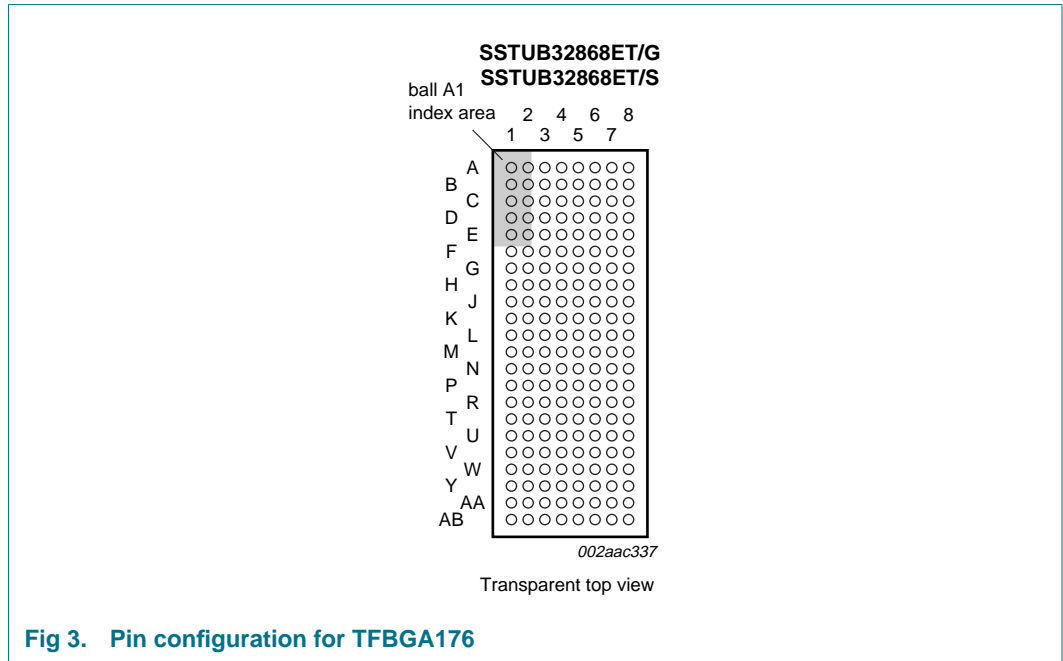 SSTUB32868ET/G
SSTUB32868ET/S
ball A1
index area
2 4 6 8
1 3 5 7
A
B
C
D
E
F
G
H
J
K
L
M
N
P
R
T
U
V
W
Y
AA
AB
002aac337
Transparent top view
Fig 3. Pin configuration for TFBGA176